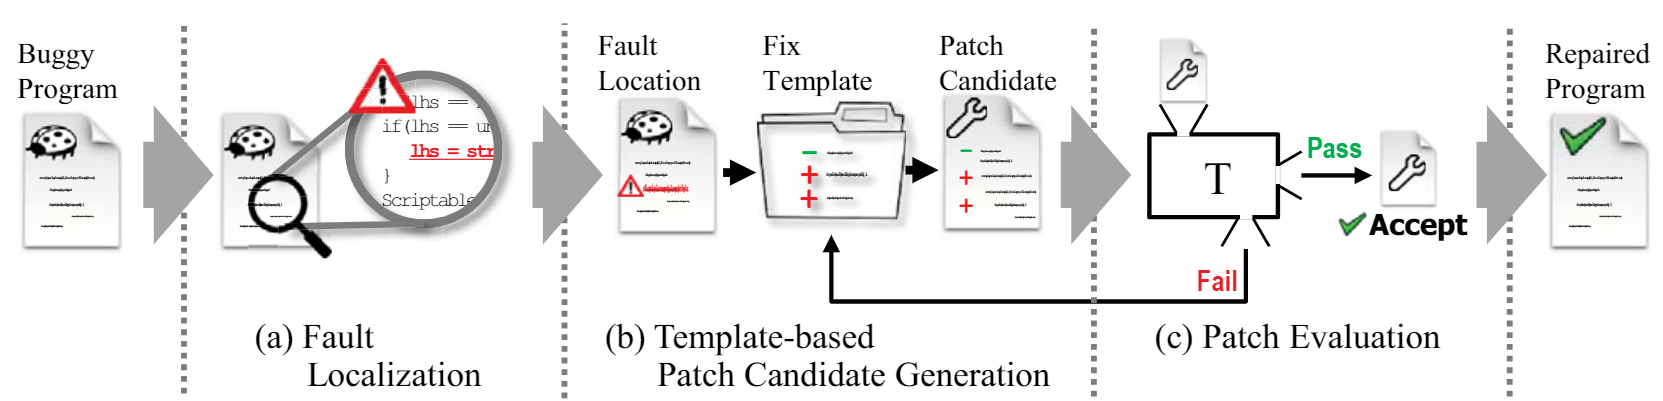 Buggy
Program
lhs ==
if(lhs == un
lhs = str
}
Scriptable
(a) Fault
Localization
Fault
Location
Fix
Template
Patch
Candidate
(b) Template-based
Patch Candidate Generation
T
Pass
Accept
Fail
(c) Patch Evaluation
Repaired
Program